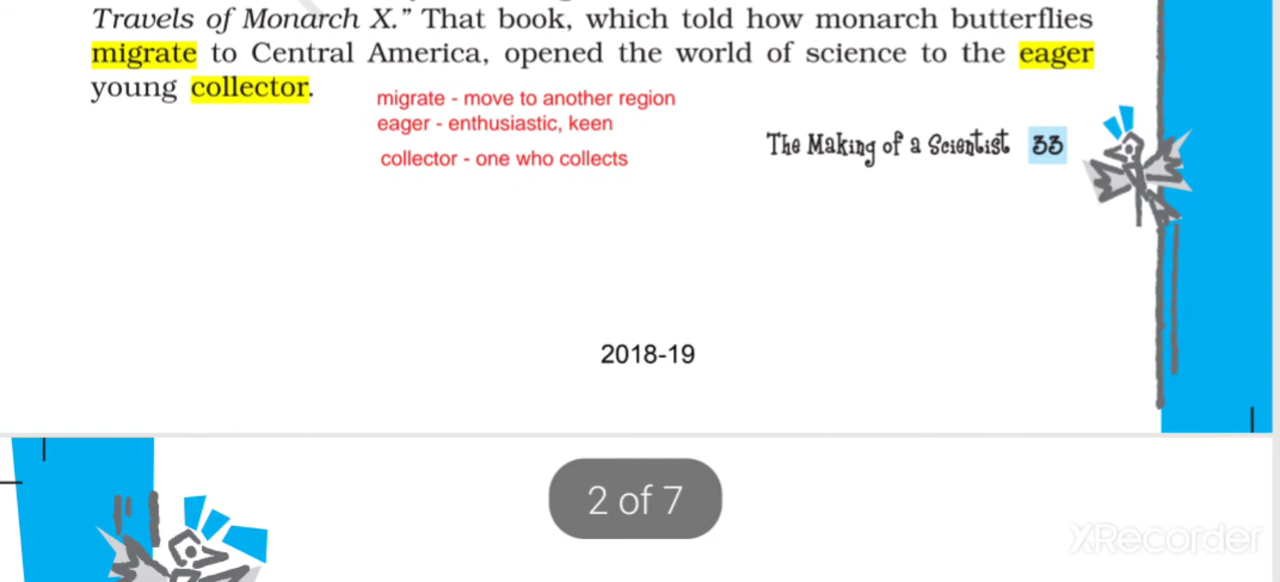 Travels of Monarch X.” That book, which told how monarch butterflies
migrate to Central America, opened the world of science to the eager
young collector.
migrate - move to another region
eager - enthusiastic, keen
collector - one who collects
The Making of a Scientist 33
2018-19
2 of 7
XRecorder